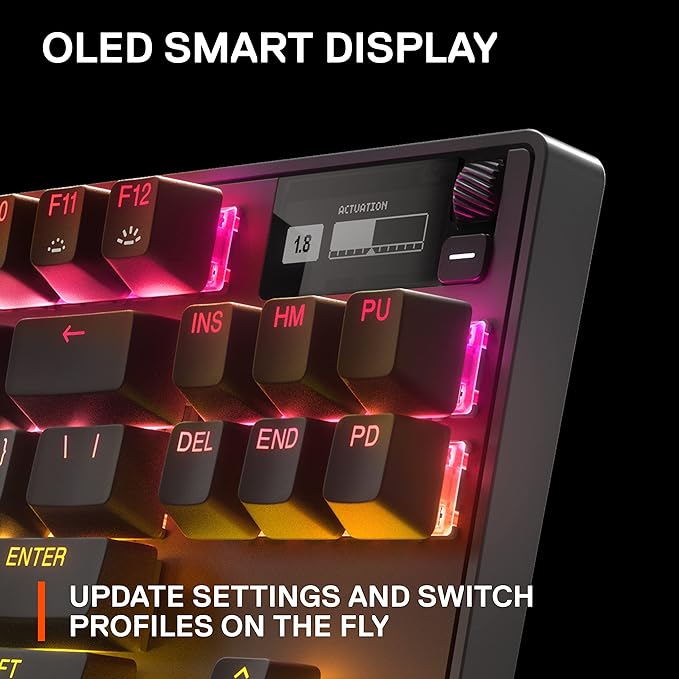 OLED SMART DISPLAY
ACTUATION
1.8
F11 F12
INS HM PU
DEL END PD
ENTER
UPDATE SETTINGS AND SWITCH
PROFILES ON THE FLY